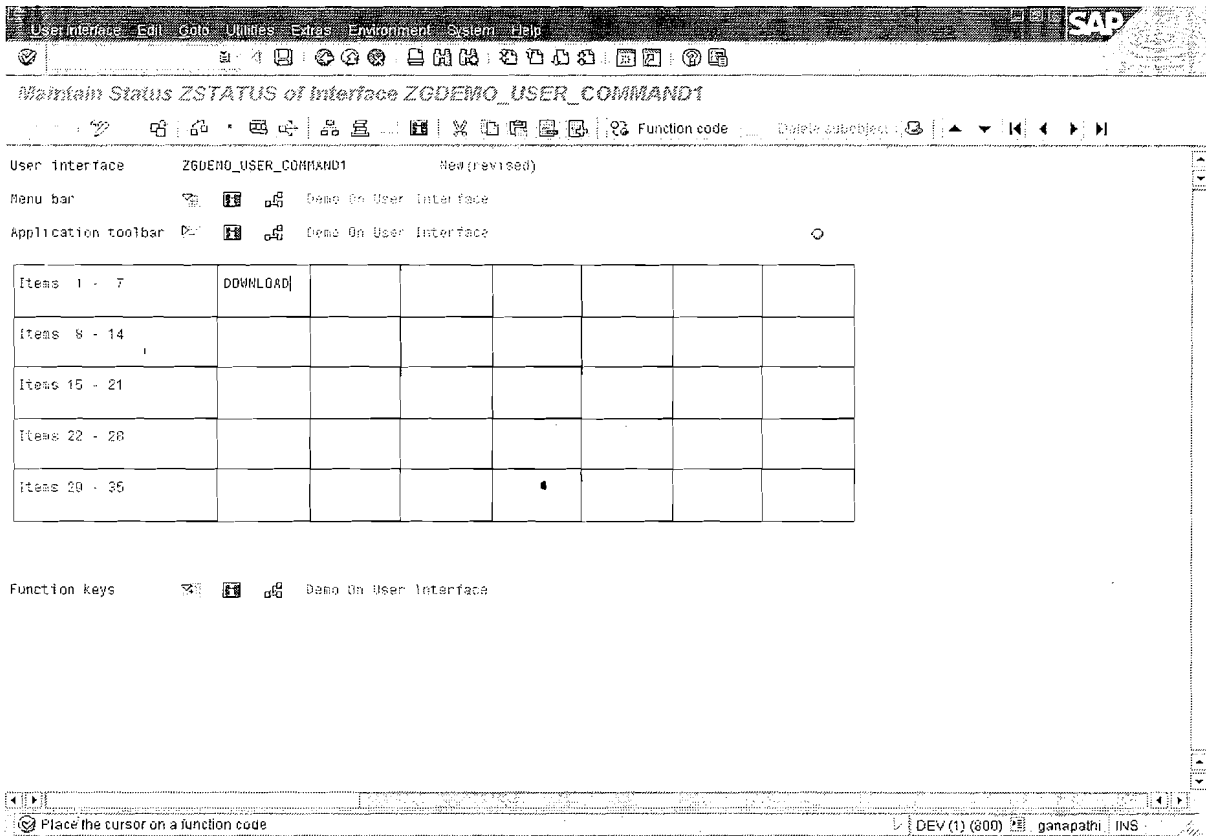 User Interface Edit Goto Utilities Extras Environment System Help
SAP
Maintain Status ZSTATUS of Interface ZGDEMO_USER_COMMAND1
Function code Delete subobject
User interface ZGDEMO_USER_COMMAND1 New(revised)
Menu bar Demo On User Interface
Application toolbar Demo On User Interface
Items 1 - 7 DOWNLOAD
Items 8 - 14
Items 15 - 21
Items 22 - 28
Items 29 - 35
Function keys Demo On User Interface
Place the cursor on a function code DEV (1) (800) ganapathi INS